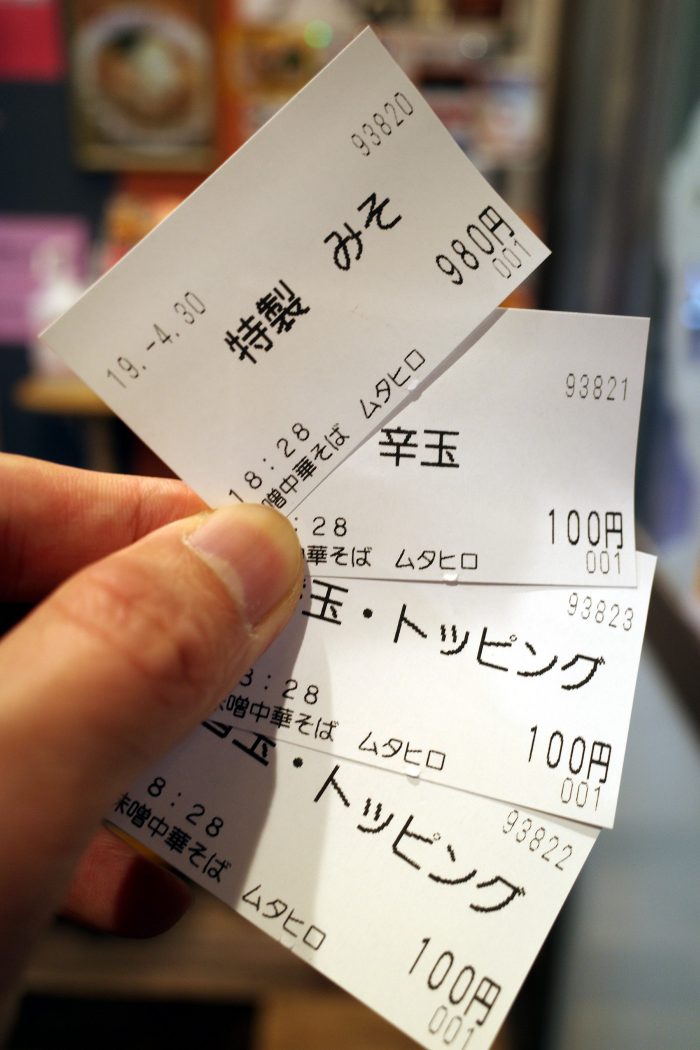 93820
特製 みそ
980円
001
19.-4.30
18:28
噌中華そば ムタヒロ
93821
辛玉
100円
001
:28
華そば ムタヒロ
93823
玉・トッピング
100円
001
:28
味噌中華そば ムタヒロ
93822
玉・トッピング
100円
001
8:28
味噌中華そば ムタヒロ